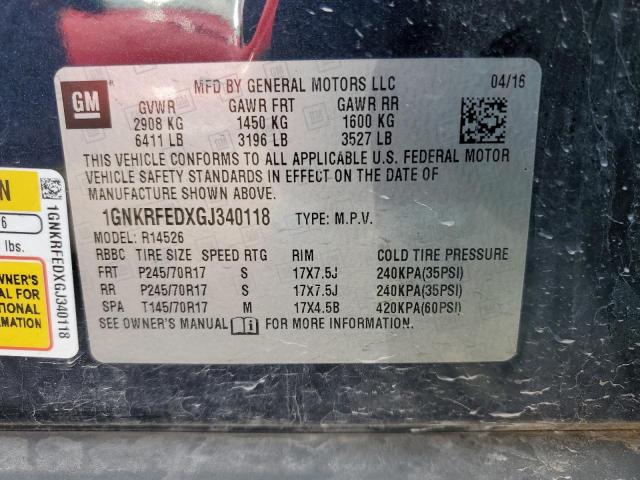 GM
MFD BY GENERAL MOTORS LLC 04/16
GVWR GAWR FRT GAWR RR
2908 KG 1450 KG 1600 KG
6411 LB 3196 LB 3527 LB
THIS VEHICLE CONFORMS TO ALL APPLICABLE U.S. FEDERAL MOTOR
VEHICLE SAFETY STANDARDS IN EFFECT ON THE DATE OF
MANUFACTURE SHOWN ABOVE.
1GNKRFEDXGJ340118 TYPE: M.P.V.
MODEL: R14526
RBBC TIRE SIZE SPEED RTG RIM COLD TIRE PRESSURE
FRT P245/70R17 S 17X7.5J 240KPA(35PSI)
RR P245/70R17 S 17X7.5J 240KPA(35PSI)
SPA T145/70R17 M 17X4.5B 420KPA(60PSI)
SEE OWNER'S MANUAL i FOR MORE INFORMATION.
N
6
lbs.
OWNER'S
AL FOR
TIONAL
RMATION
1GNKRFEDXGJ340118